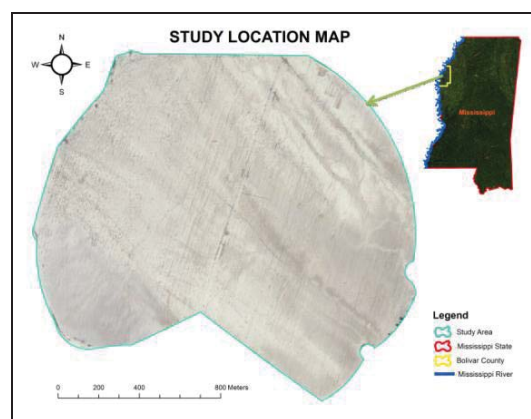 STUDY LOCATION MAP
N
W E
S
Mississippi
Legend
Study Area
Mississippi State
Bolivar County
Mississippi River
0 200 400 800 Meters